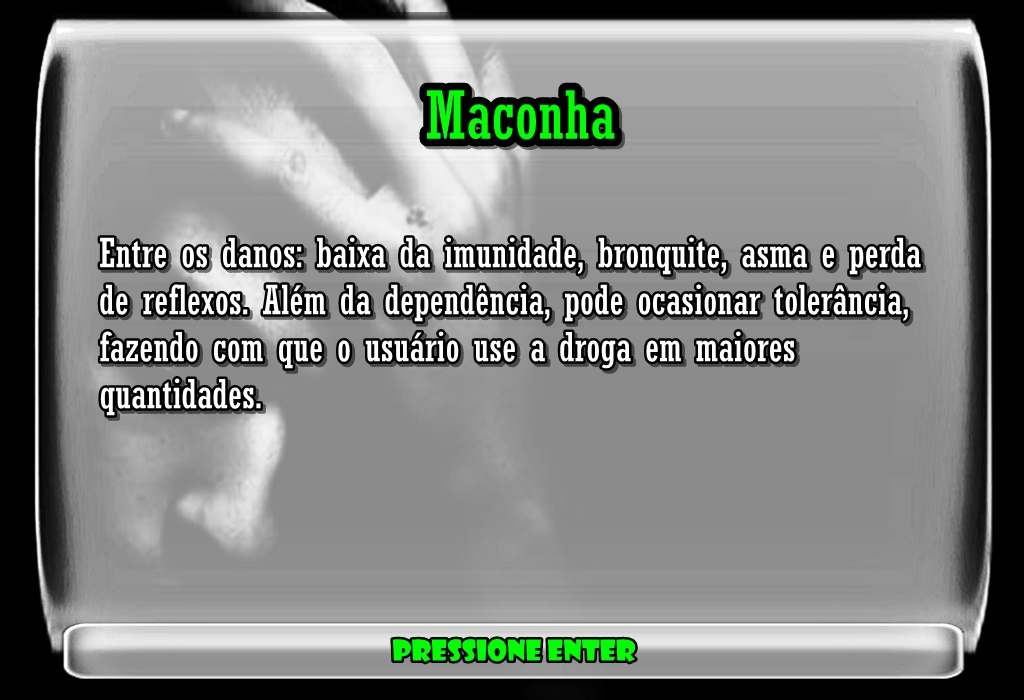 Maconha
Entre os danos: baixa da imunidade, bronquite, asma e perda
de reflexos. Além da dependência, pode ocasionar tolerância,
fazendo com que o usuário use a droga em maiores
quantidades.
PRESSIONE ENTER